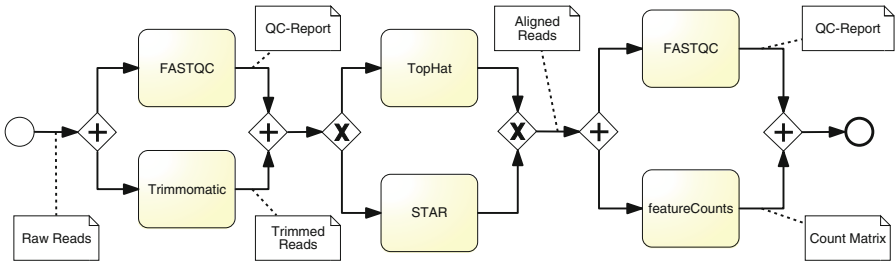 FASTQC
QC-Report
Trimmomatic
Raw Reads
Trimmed
Reads
TopHat
STAR
Aligned
Reads
FASTQC
QC-Report
featureCounts
Count Matrix